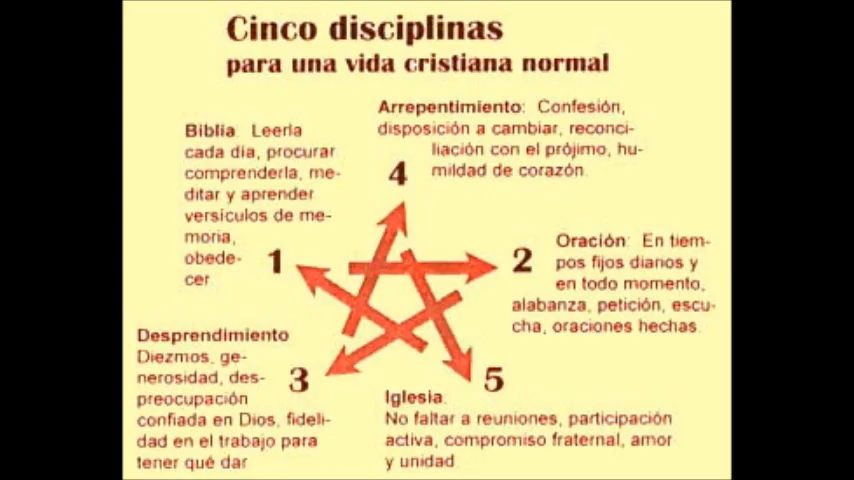 Cinco disciplinas
para una vida cristiana normal
Biblia. Leerla
cada día, procurar
comprenderla, me-
ditar y aprender
versículos de me-
moria,
obede-
cer
1
Arrepentimiento: Confesión,
disposición a cambiar, reconci-
liación con el prójimo, hu-
mildad de corazón.
4
Oración: En tiem-
pos fijos diarios y
en todo momento,
alabanza, petición, escu-
cha, oraciones hechas.
2
Desprendimiento
Diezmos, ge-
nerosidad, des-
preocupación
confiada en Dios, fideli-
dad en el trabajo para
tener qué dar
3
5
Iglesia.
No faltar a reuniones, participación
activa, compromiso fraternal, amor
y unidad.